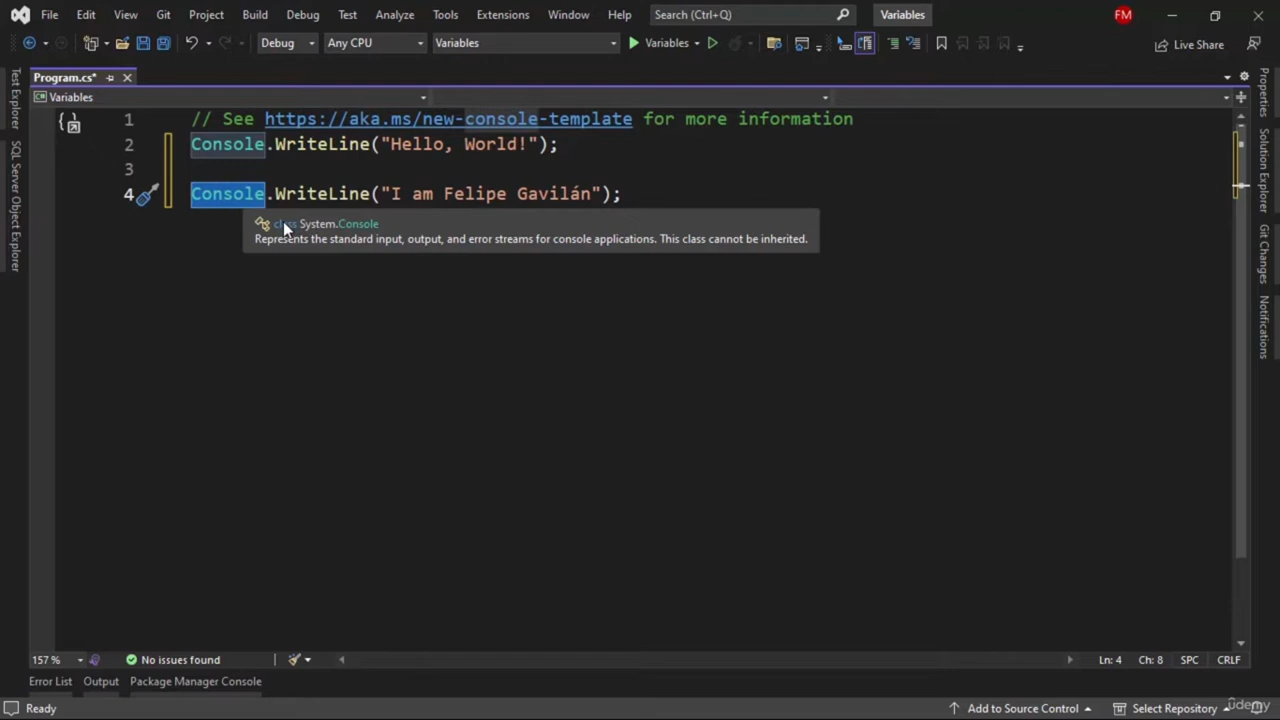 File Edit View Git Project Build Debug Test Analyze Tools Extensions Window Help Search (Ctrl+Q) Variables FM
Debug Any CPU Variables Variables Live Share
Program.cs*
Variables
1 // See https://aka.ms/new-console-template for more information
2 Console.WriteLine("Hello, World!");
3
4 Console.WriteLine("I am Felipe Gavilán");
class System.Console
Represents the standard input, output, and error streams for console applications. This class cannot be inherited.
Test Explorer
SQL Server Object Explorer
Properties
Solution Explorer
Git Changes
Notifications
157 % No issues found Ln: 4 Ch: 8 SPC CRLF
Error List Output Package Manager Console
Ready Add to Source Control Select Repository
udemy